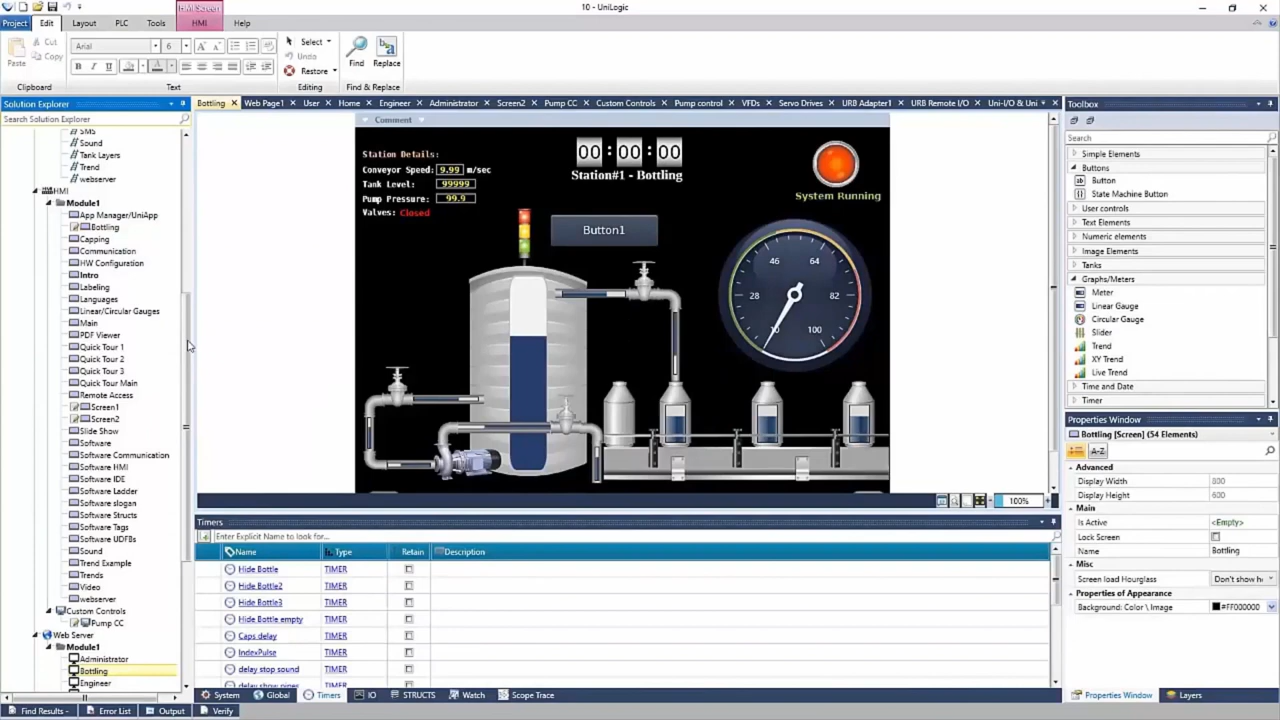 10 - UniLogic
HMI Screen
Project
Edit
Layout
PLC
Tools
HMI
Help
Paste
Cut
Copy
Clipboard
Arial
6
Text
Select
Undo
Restore
Editing
Find
Replace
Find & Replace
Solution Explorer
Search Solution Explorer
SMS
Sound
Tank Layers
Trend
webserver
HMI
Module1
App Manager/UniApp
Bottling
Capping
Communication
HW Configuration
Intro
Labeling
Languages
Linear/Circular Gauges
Main
PDF Viewer
Quick Tour 1
Quick Tour 2
Quick Tour 3
Quick Tour Main
Remote Access
Screen1
Screen2
Slide Show
Software
Software Communication
Software HMI
Software IDE
Software Ladder
Software slogan
Software Structs
Software Tags
Software UDFBs
Sound
Trend Example
Trends
Video
webserver
Custom Controls
Pump CC
Web Server
Module1
Administrator
Bottling
Engineer
Bottling
Web Page1
User
Home
Engineer
Administrator
Screen2
Pump CC
Custom Controls
Pump control
VFDs
Servo Drives
URB Adapter1
URB Remote I/O
Uni-I/O & Uni
Comment
Station Details:
Conveyor Speed: 9.99 m/sec
Tank Level: 99999
Pump Pressure: 99.9
Valves: Closed
00 : 00 : 00
Station#1 - Bottling
System Running
Button1
46 64
28 82
10 100
100%
Timers
Enter Explicit Name to look for...
Name Type Retain Description
Hide Bottle TIMER
Hide Bottle2 TIMER
Hide Bottle3 TIMER
Hide Bottle empty TIMER
Caps delay TIMER
IndexPulse TIMER
delay stop sound TIMER
delay show pipes TIMER
System
Global
Timers
IO
STRUCTS
Watch
Scope Trace
Toolbox
Search
Simple Elements
Buttons
Button
State Machine Button
User controls
Text Elements
Numeric elements
Image Elements
Tanks
Graphs/Meters
Meter
Linear Gauge
Circular Gauge
Slider
Trend
XY Trend
Live Trend
Time and Date
Timer
Properties Window
Bottling [Screen] (54 Elements)
A-Z
Advanced
Display Width 800
Display Height 600
Main
Is Active <Empty>
Lock Screen
Name Bottling
Misc
Screen load Hourglass Don't show h
Properties of Appearance
Background: Color \ Image #FF000000
Properties Window
Layers
Find Results -
Error List
Output
Verify